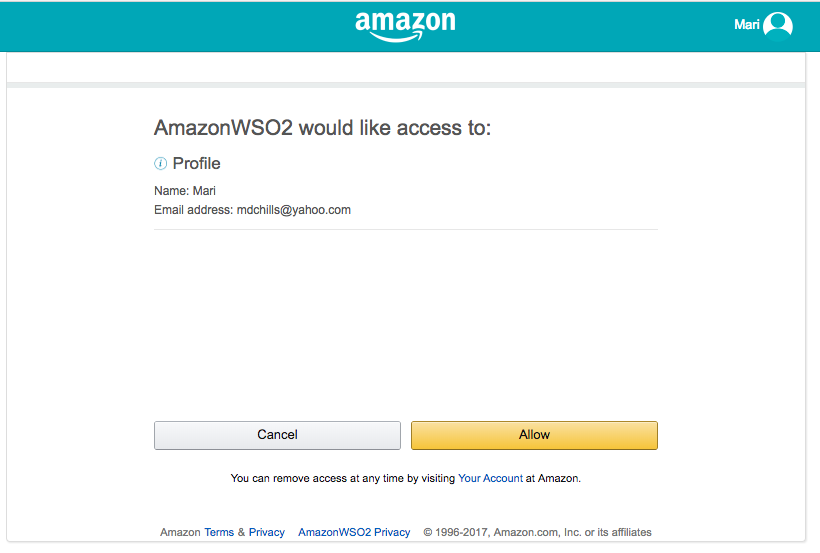 amazon
Mari
AmazonWSO2 would like access to:
i Profile
Name: Mari
Email address: mdchills@yahoo.com
Cancel Allow
You can remove access at any time by visiting Your Account at Amazon.
Amazon Terms & Privacy AmazonWSO2 Privacy © 1996-2017, Amazon.com, Inc. or its affiliates